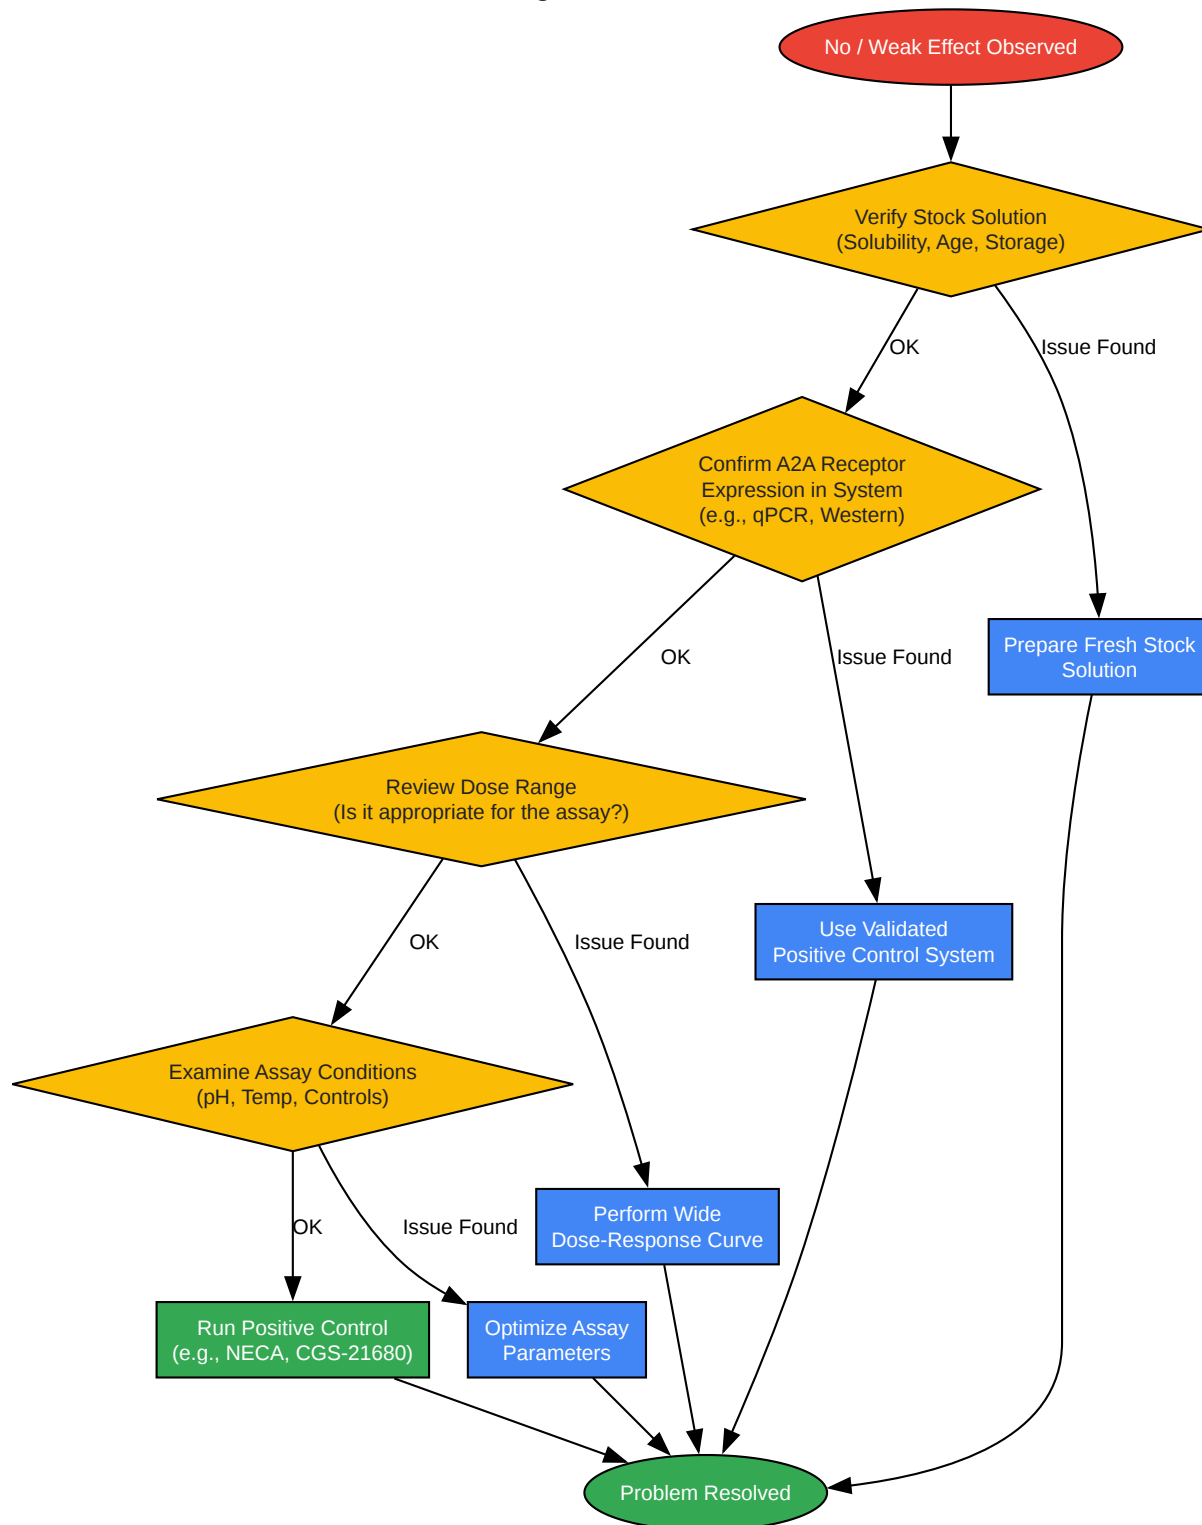 No / Weak Effect Observed
Verify Stock Solution
(Solubility, Age, Storage)
OK
Issue Found
Confirm A2A Receptor
Expression in System
(e.g., qPCR, Western)
Prepare Fresh Stock
Solution
OK
Issue Found
Review Dose Range
(Is it appropriate for the assay?)
Use Validated
Positive Control System
OK
Issue Found
Examine Assay Conditions
(pH, Temp, Controls)
Perform Wide
Dose-Response Curve
OK
Issue Found
Run Positive Control
(e.g., NECA, CGS-21680)
Optimize Assay
Parameters
Problem Resolved